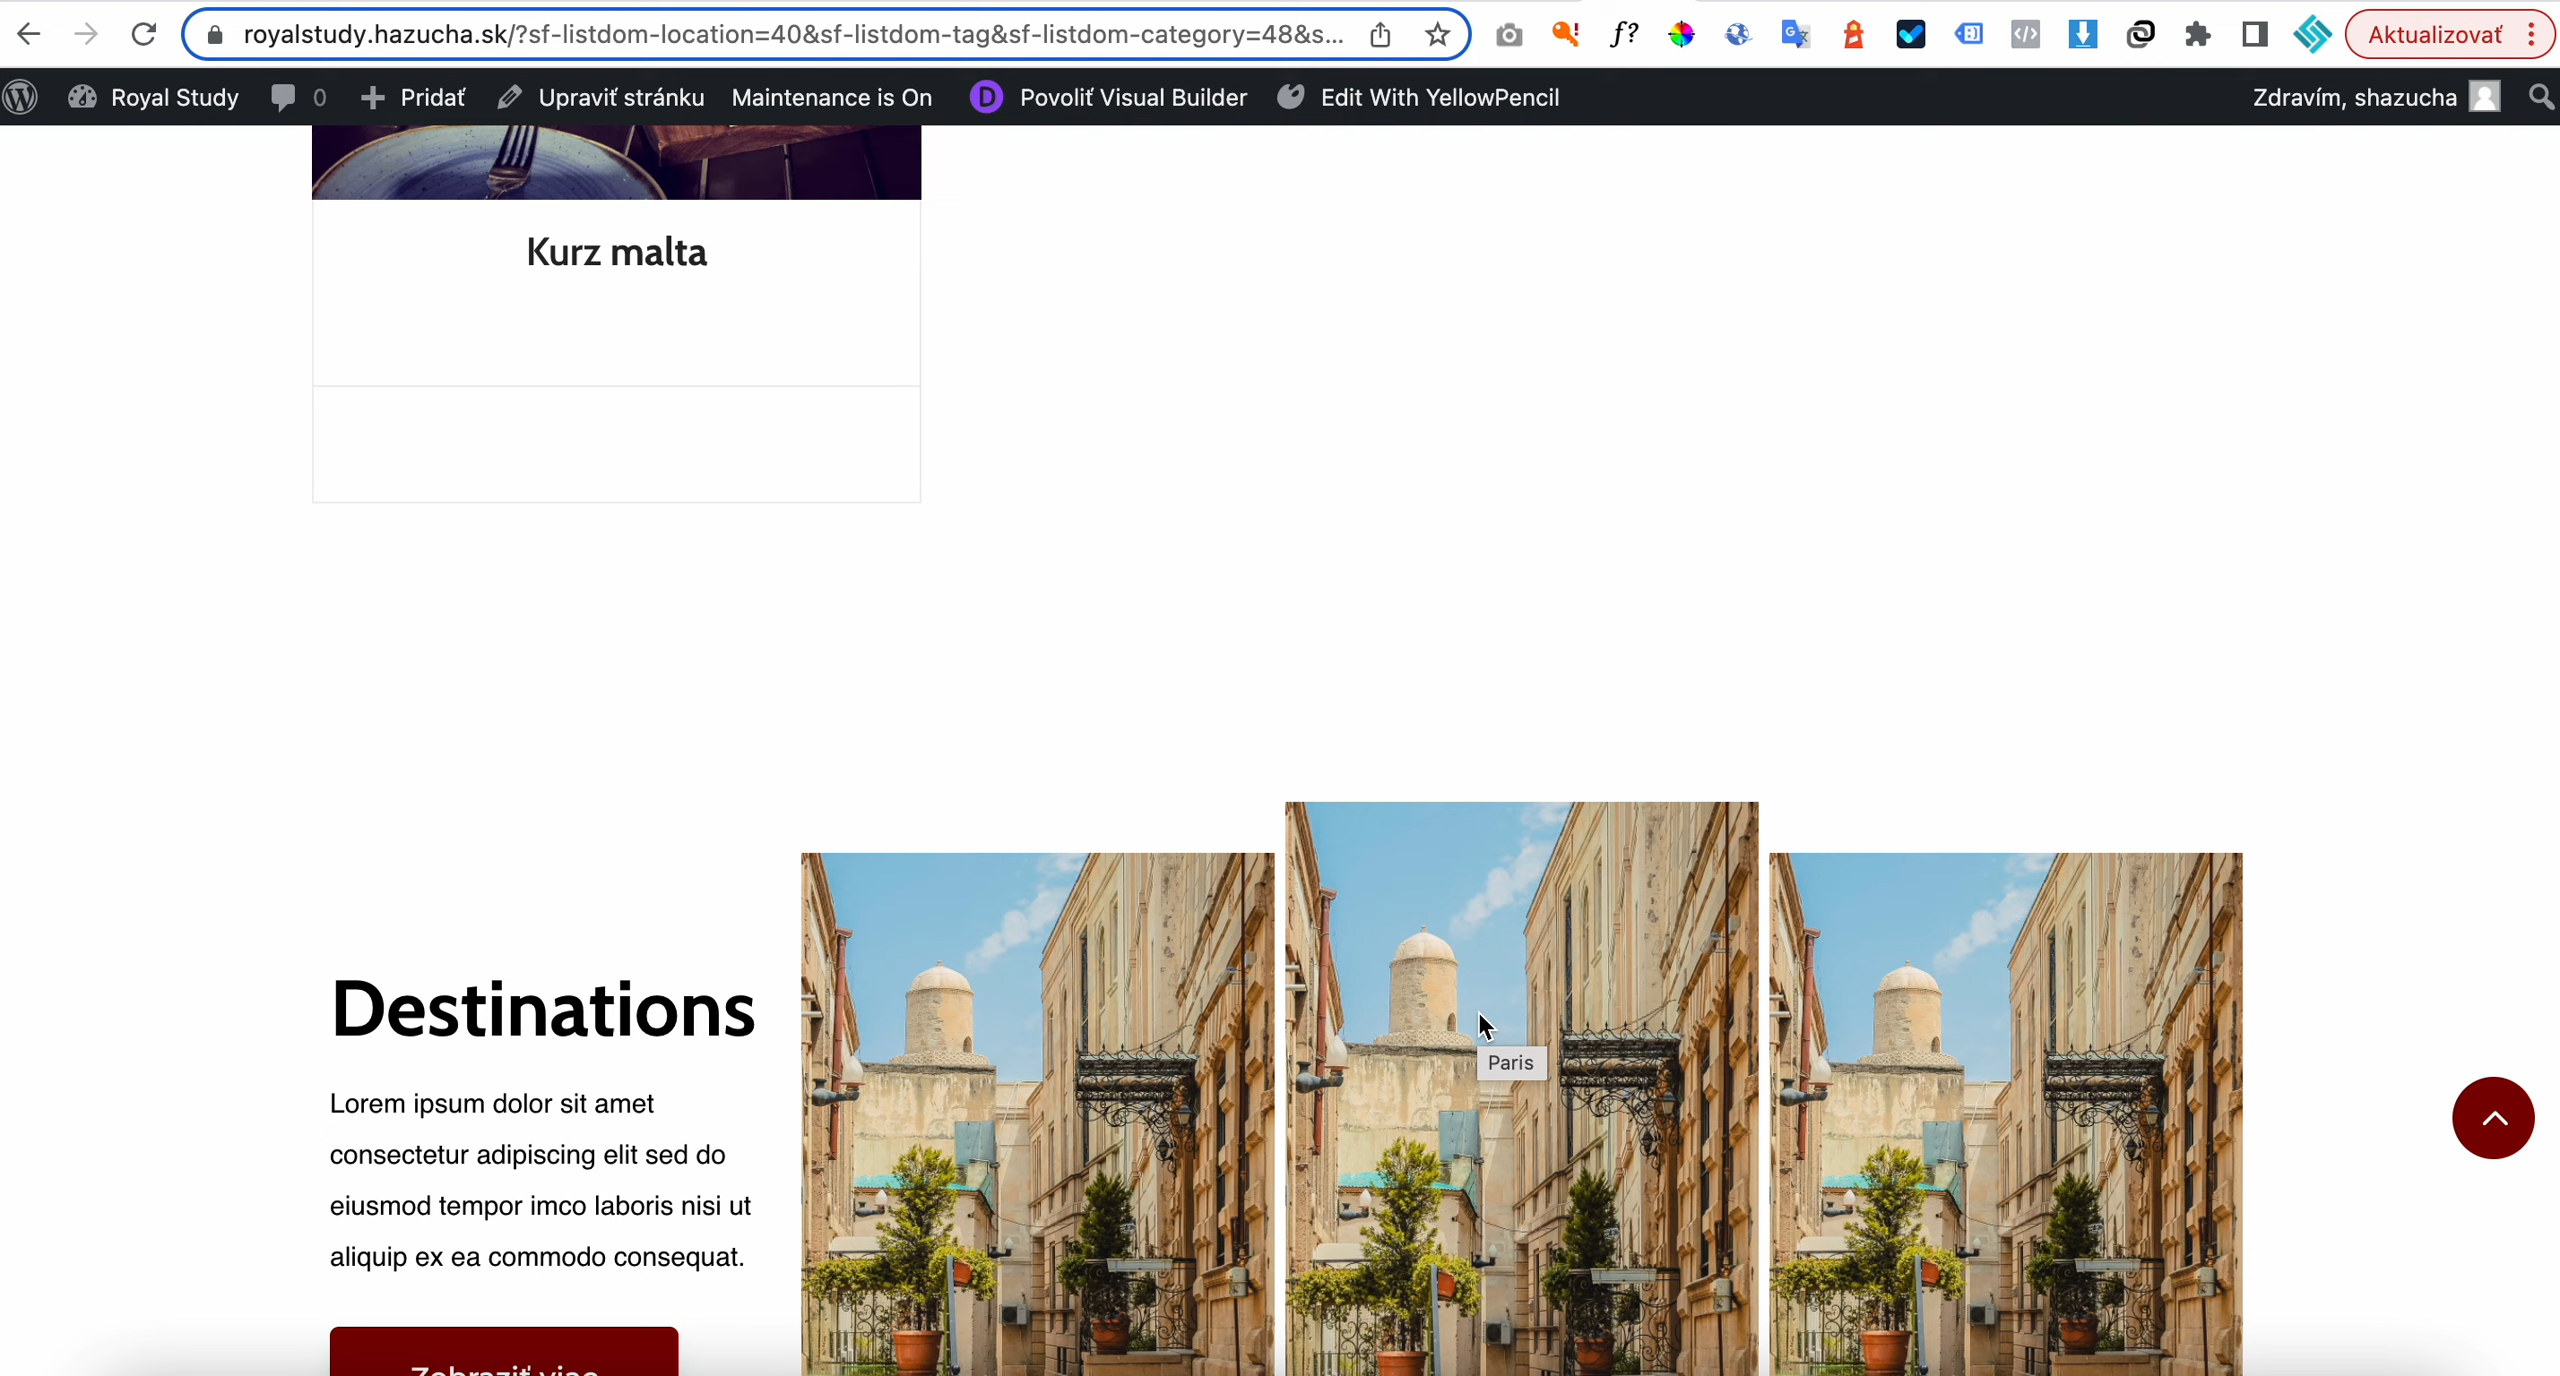 royalstudy.hazucha.sk/?sf-listdom-location=40&sf-listdom-tag&sf-listdom-category=48&s...
f?
Aktualizovať
Royal Study
0
Pridať
Upraviť stránku
Maintenance is On
D
Povoliť Visual Builder
Edit With YellowPencil
Zdravím, shazucha
Kurz malta
Paris
Destinations
Lorem ipsum dolor sit amet
consectetur adipiscing elit sed do
eiusmod tempor imco laboris nisi ut
aliquip ex ea commodo consequat.
Zobraziť viac